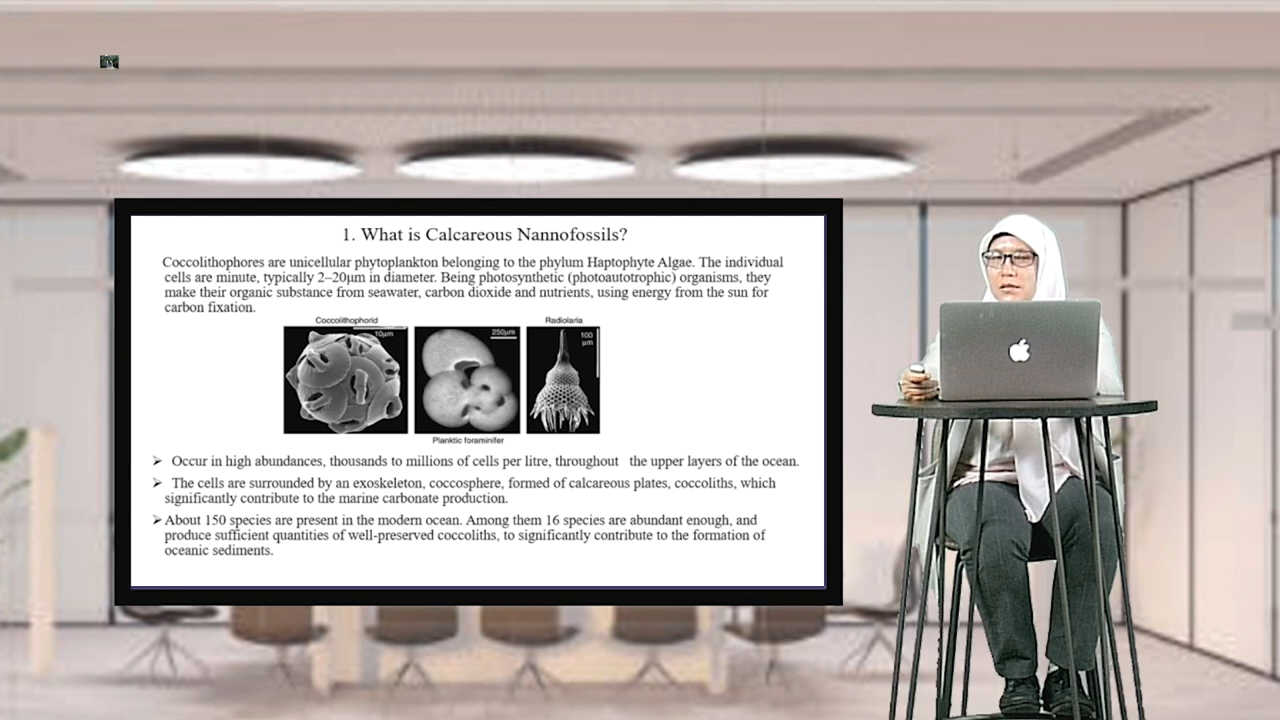 1. What is Calcareous Nannofossils?
Coccolithophores are unicellular phytoplankton belonging to the phylum Haptophyte Algae. The individual
cells are minute, typically 2–20μm in diameter. Being photosynthetic (photoautotrophic) organisms, they
make their organic substance from seawater, carbon dioxide and nutrients, using energy from the sun for
carbon fixation.
Coccolithophorid
Radiolaria
10μm
250μm
100
μm
Planktic foraminifer
➢ Occur in high abundances, thousands to millions of cells per litre, throughout the upper layers of the ocean.
➢ The cells are surrounded by an exoskeleton, coccosphere, formed of calcareous plates, coccoliths, which
significantly contribute to the marine carbonate production.
➢ About 150 species are present in the modern ocean. Among them 16 species are abundant enough, and
produce sufficient quantities of well-preserved coccoliths, to significantly contribute to the formation of
oceanic sediments.